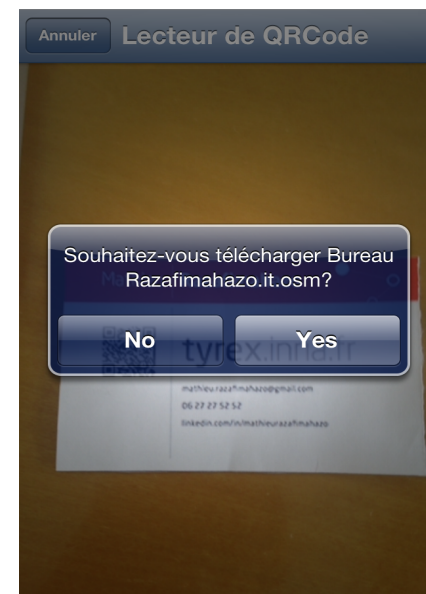 Annuler Lecteur de QRCode
Souhaitez-vous télécharger Bureau
Razafimahazo.it.osm?
No Yes
tyrex.inria.fr
mathieu.razafimahazo@gmail.com
06 27 27 52 52
linkedin.com/in/mathieurazafimahazo